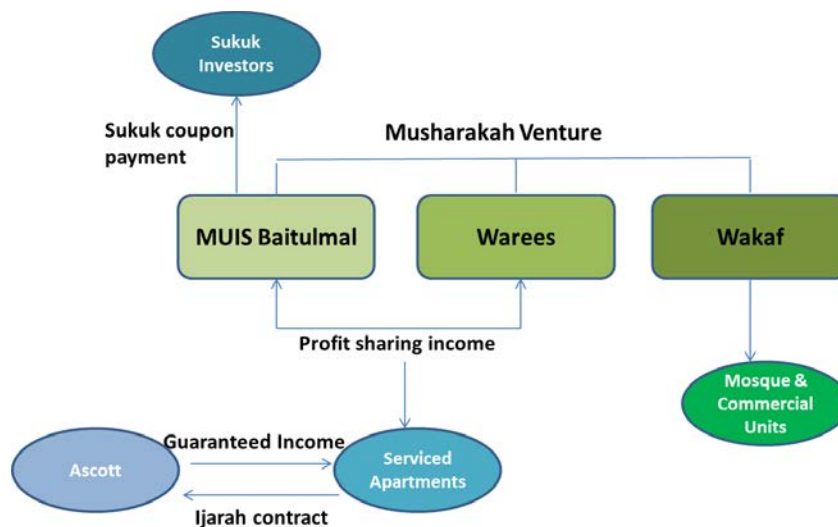 Sukuk
Investors
Sukuk coupon
payment
Musharakah Venture
MUIS Baitulmal
Warees
Wakaf
Profit sharing income
Mosque &
Commercial
Units
Guaranteed Income
Ascott
Serviced
Apartments
Ijarah contract